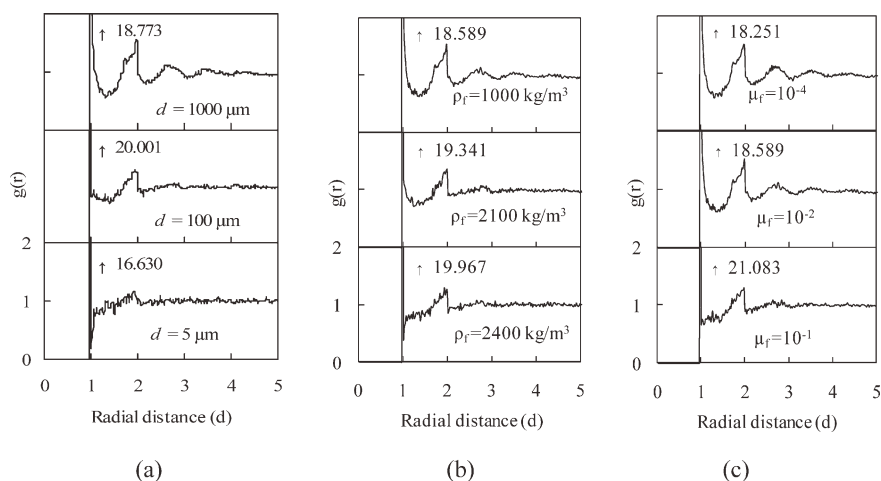 ↑ 18.773
d = 1000 μm
↑ 20.001
d = 100 μm
g(r)
2
↑ 16.630
1
d = 5 μm
0
0 1 2 3 4 5
Radial distance (d)
(a)
↑ 18.589
ρf=1000 kg/m³
↑ 19.341
g(r)
ρf=2100 kg/m³
2
↑ 19.967
1
ρf=2400 kg/m³
0
0 1 2 3 4 5
Radial distance (d)
(b)
↑ 18.251
μf=10⁻⁴
↑ 18.589
g(r)
μf=10⁻²
2
↑ 21.083
1
μf=10⁻¹
0
0 1 2 3 4 5
Radial distance (d)
(c)